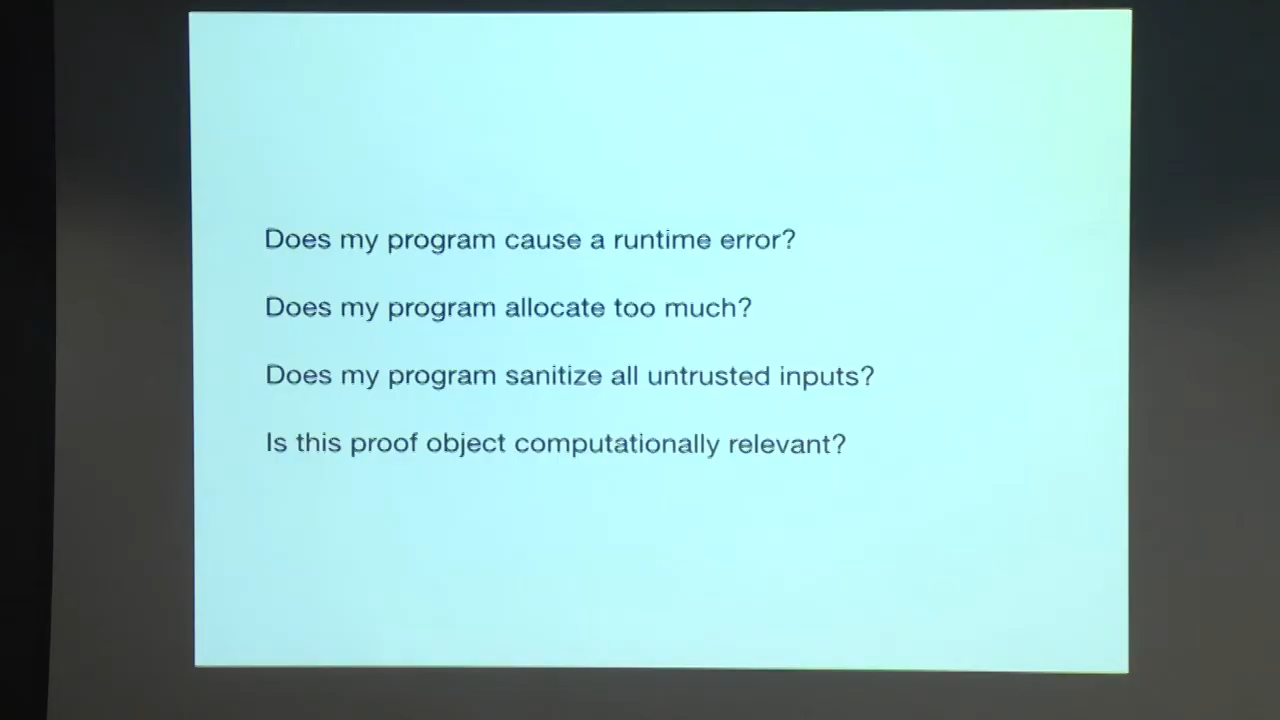 Does my program cause a runtime error?
Does my program allocate too much?
Does my program sanitize all untrusted inputs?
Is this proof object computationally relevant?